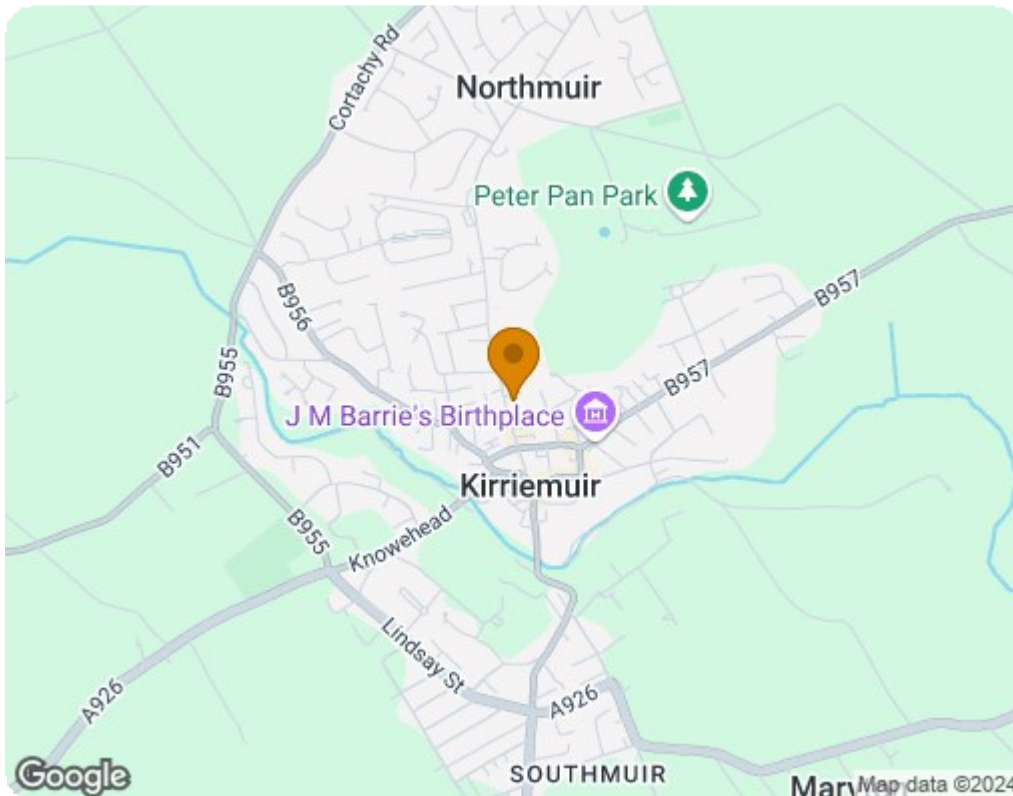 Cortachy Rd
Northmuir
Peter Pan Park
B957
B956
B955
B957
J M Barrie's Birthplace
B951
Kirriemuir
B955
Knowehead
Lindsay St
A926
A926
SOUTHMUIR
Google
Map data ©2024